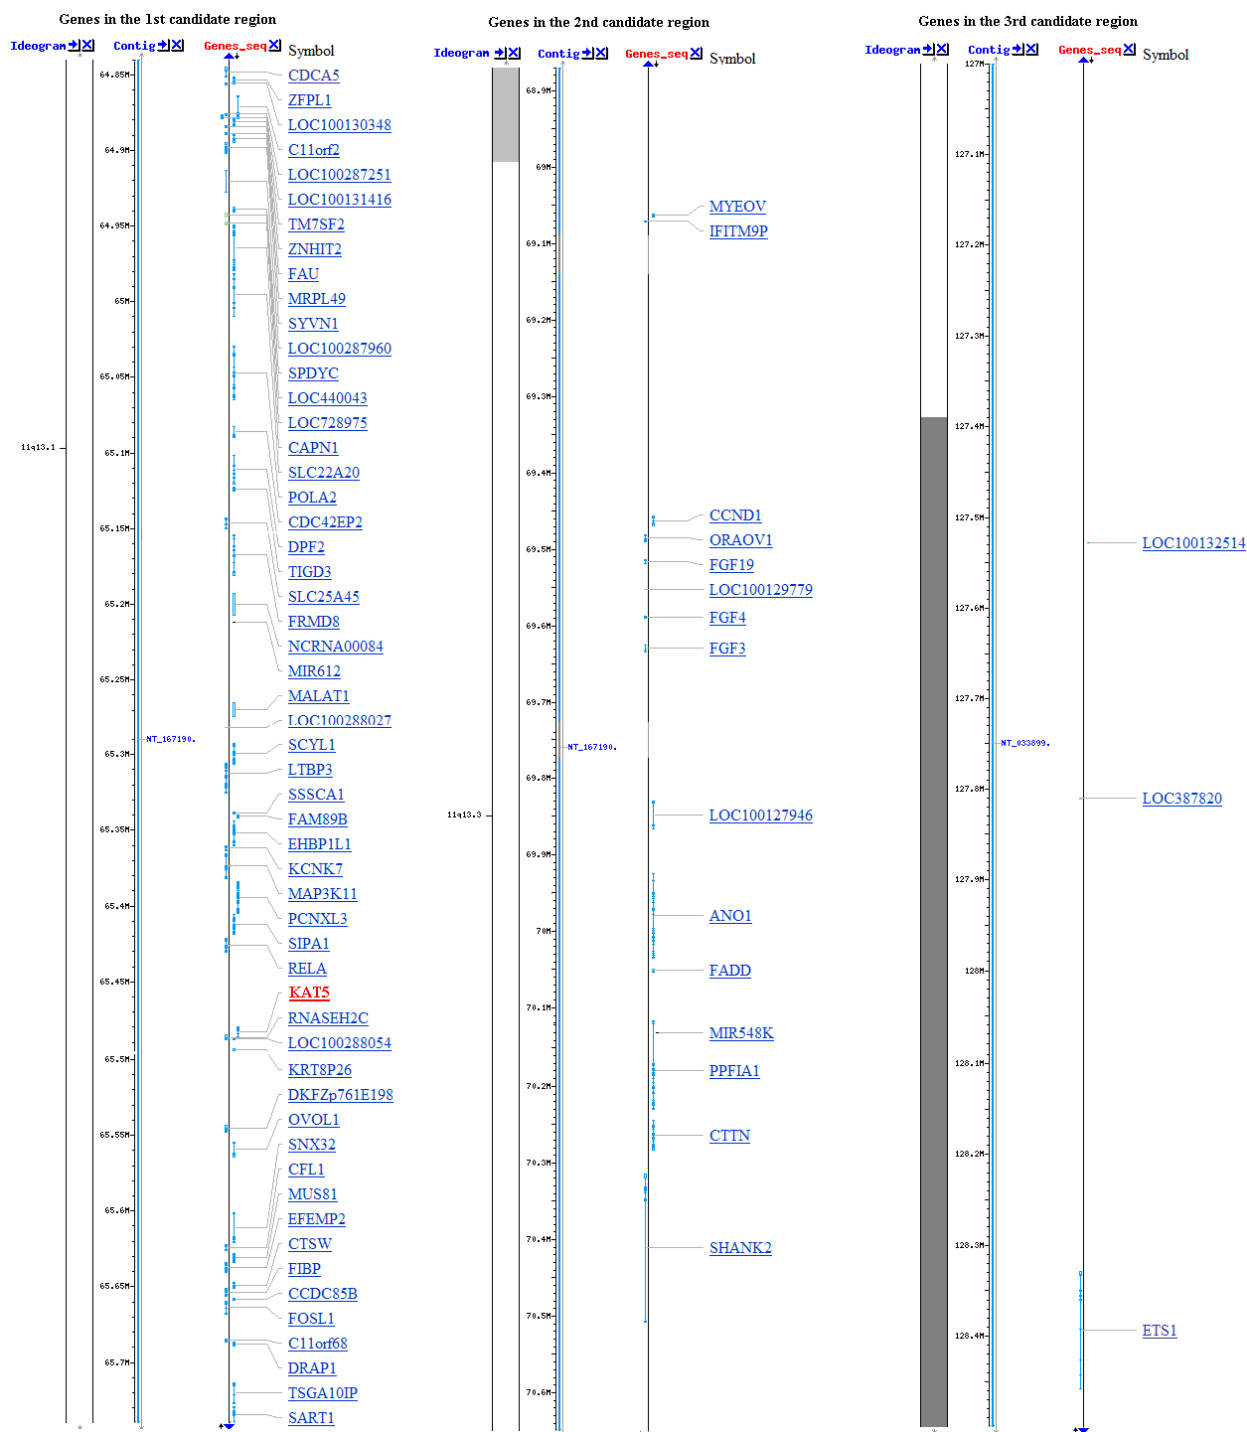 Genes in the 1st candidate region
Ideogram Contig Genes_seq Symbol
64.85M
64.9M
64.95M
65M
65.05M
65.1M
65.15M
65.2M
65.25M
65.3M
65.35M
65.4M
65.45M
65.5M
65.55M
65.6M
65.65M
65.7M
11q13.1
NT_167190.
CDCA5
ZFPL1
LOC100130348
C11orf2
LOC100287251
LOC100131416
TM7SF2
ZNHIT2
FAU
MRPL49
SYVN1
LOC100287960
SPDYC
LOC440043
LOC728975
CAPN1
SLC22A20
POLA2
CDC42EP2
DPF2
TIGD3
SLC25A45
FRMD8
NCRNA00084
MIR612
MALAT1
LOC100288027
SCYL1
LTBP3
SSSCA1
FAM89B
EHBP1L1
KCNK7
MAP3K11
PCNXL3
SIPA1
RELA
KAT5
RNASEH2C
LOC100288054
KRT8P26
DKFZp761E198
OVOL1
SNX32
CFL1
MUS81
EFEMP2
CTSW
FIBP
CCDC85B
FOSL1
C11orf68
DRAP1
TSGA10IP
SART1
Genes in the 2nd candidate region
Ideogram Contig Genes_seq Symbol
68.9M
69M
69.1M
69.2M
69.3M
69.4M
69.5M
69.6M
69.7M
69.8M
69.9M
70M
70.1M
70.2M
70.3M
70.4M
70.5M
70.6M
11q13.3
NT_167190.
MYEOV
IFITM9P
CCND1
ORAOV1
FGF19
LOC100129779
FGF4
FGF3
LOC100127946
ANO1
FADD
MIR548K
PPFIA1
CTTN
SHANK2
Genes in the 3rd candidate region
Ideogram Contig Genes_seq Symbol
127M
127.1M
127.2M
127.3M
127.4M
127.5M
127.6M
127.7M
127.8M
127.9M
128M
128.1M
128.2M
128.3M
128.4M
NT_033899.
LOC100132514
LOC387820
ETS1